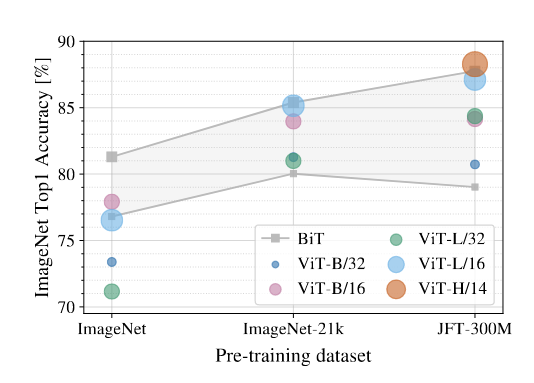 90
85
80
75
70
ImageNet Top1 Accuracy [%]
BiT
ViT-B/32
ViT-B/16
ViT-L/32
ViT-L/16
ViT-H/14
ImageNet
ImageNet-21k
JFT-300M
Pre-training dataset